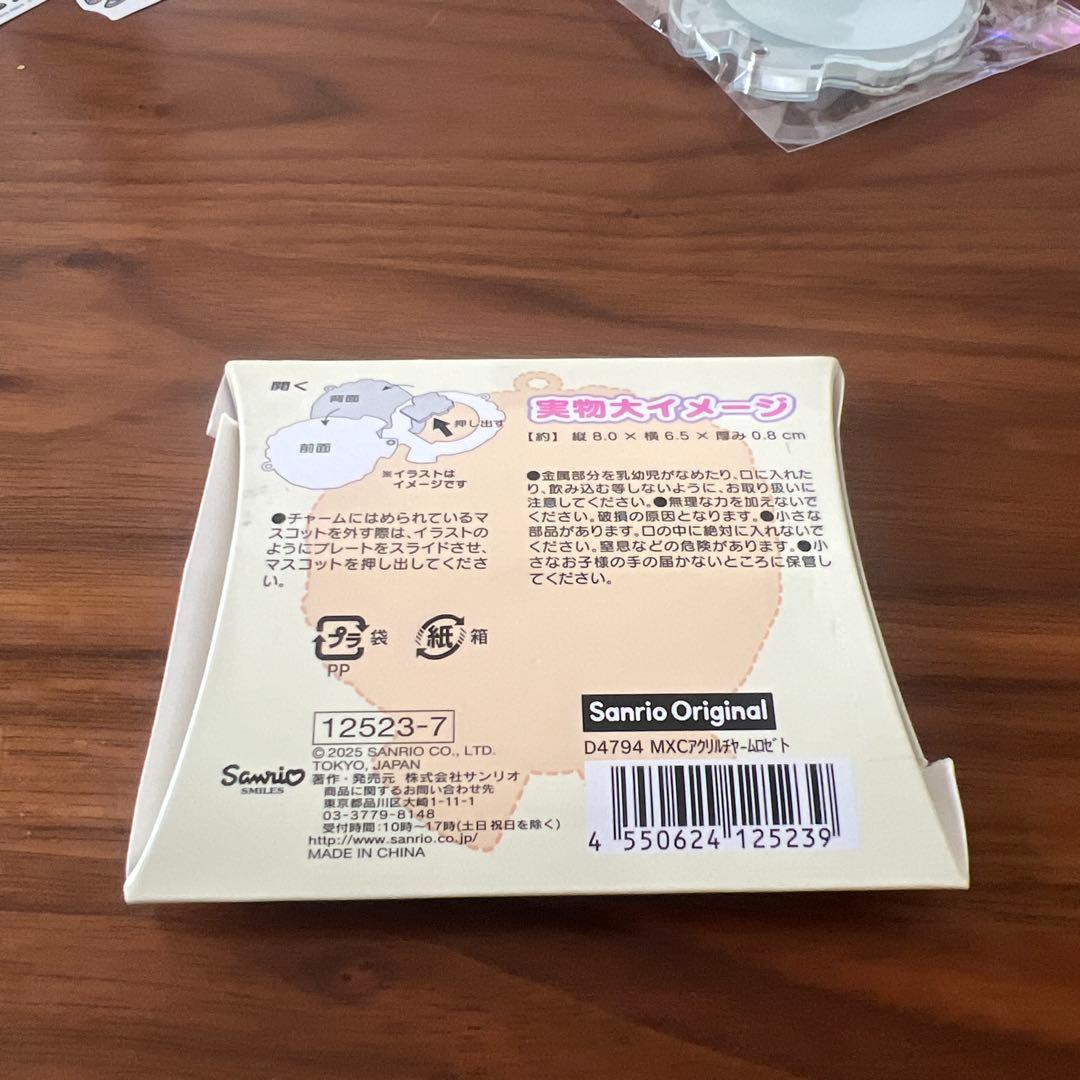 開く
背面
押し出す
前面
※イラストは
イメージです
●チャームにはめられているマ
スコットを外す際は、イラストの
ようにプレートをスライドさせ、
マスコットを押し出してくださ
い。
実物大イメージ
【約】 縦 8.0 × 横 6.5 × 厚み 0.8 cm
●金属部分を乳幼児がなめたり、口に入れた
り、飲み込む等しないように、お取り扱いに
注意してください。●無理な力を加えないで
ください。破損の原因となります。●小さな
部品があります。口の中に絶対に入れないで
ください。窒息などの危険があります。●小
さなお子様の手の届かないところに保管し
てください。
プラ 袋
PP
紙 箱
12523-7
© 2025 SANRIO CO., LTD.
TOKYO, JAPAN
Sanrio
SMILES
著作・発売元 株式会社サンリオ
商品に関するお問い合わせ先
東京都品川区大崎1-11-1
03-3779-8148
受付時間:10時〜17時(土日祝日を除く)
http://www.sanrio.co.jp/
MADE IN CHINA
Sanrio Original
D4794 MXCアクリルチャームロゼット
4 550624 125239